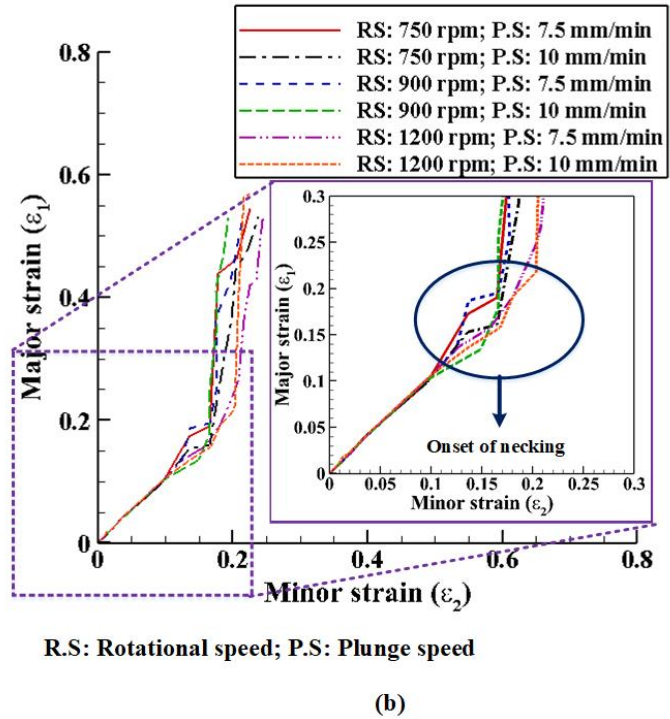 RS: 750 rpm; P.S: 7.5 mm/min
RS: 750 rpm; P.S: 10 mm/min
RS: 900 rpm; P.S: 7.5 mm/min
RS: 900 rpm; P.S: 10 mm/min
RS: 1200 rpm; P.S: 7.5 mm/min
RS: 1200 rpm; P.S: 10 mm/min
Major strain (ε1)
0.8
0.6
0.4
0.2
0
0
0.2
0.4
0.6
0.8
Minor strain (ε2)
Major strain (ε1)
0.3
0.25
0.2
0.15
0.1
0.05
0
Onset of necking
0
0.05
0.1
0.15
0.2
0.25
0.3
Minor strain (ε2)
R.S: Rotational speed; P.S: Plunge speed
(b)